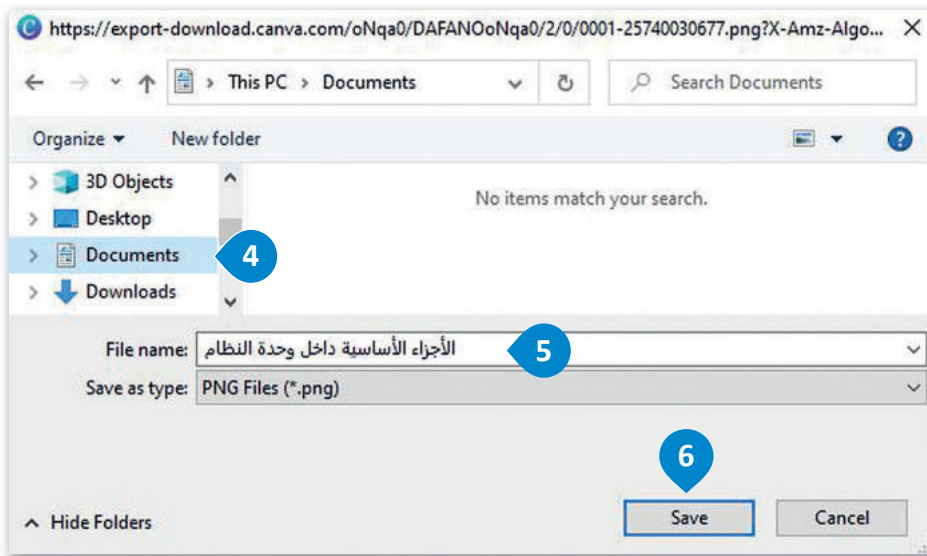 https://export-download.canva.com/oNqa0/DAFANOoNqa0/2/0/0001-25740030677.png?X-Amz-Algo...
This PC > Documents
Search Documents
Organize
New folder
?
3D Objects
No items match your search.
Desktop
Documents
4
Downloads
File name: الأجزاء الأساسية داخل وحدة النظام
5
Save as type: PNG Files (*.png)
6
Hide Folders
Save
Cancel